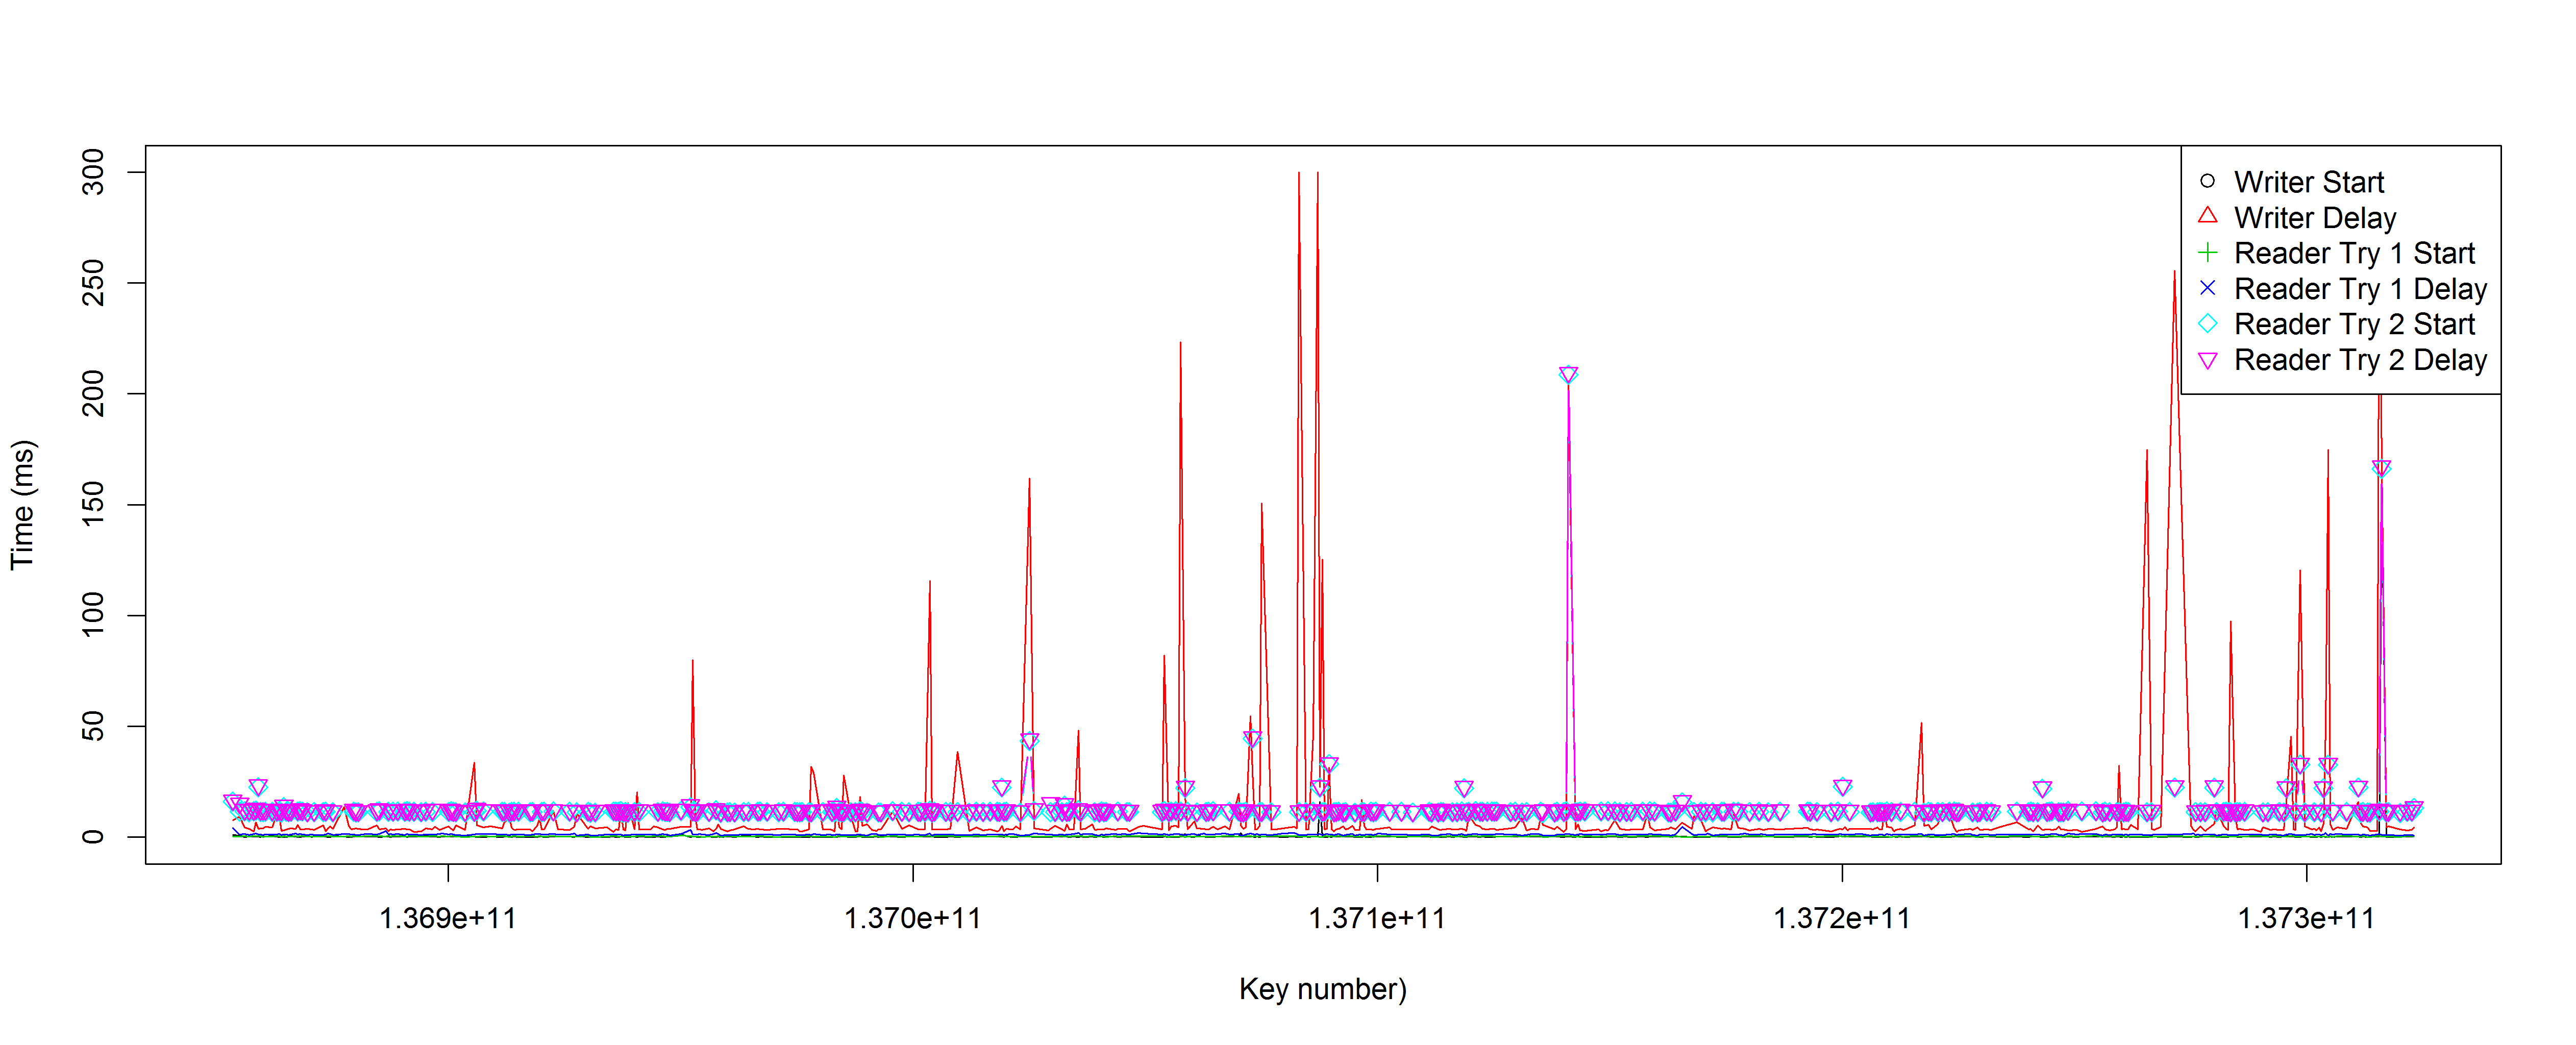 300
250
200
150
100
50
0
Time (ms)
Writer Start
Writer Delay
Reader Try 1 Start
Reader Try 1 Delay
Reader Try 2 Start
Reader Try 2 Delay
1.369e+11 1.370e+11 1.371e+11 1.372e+11 1.373e+11
Key number)